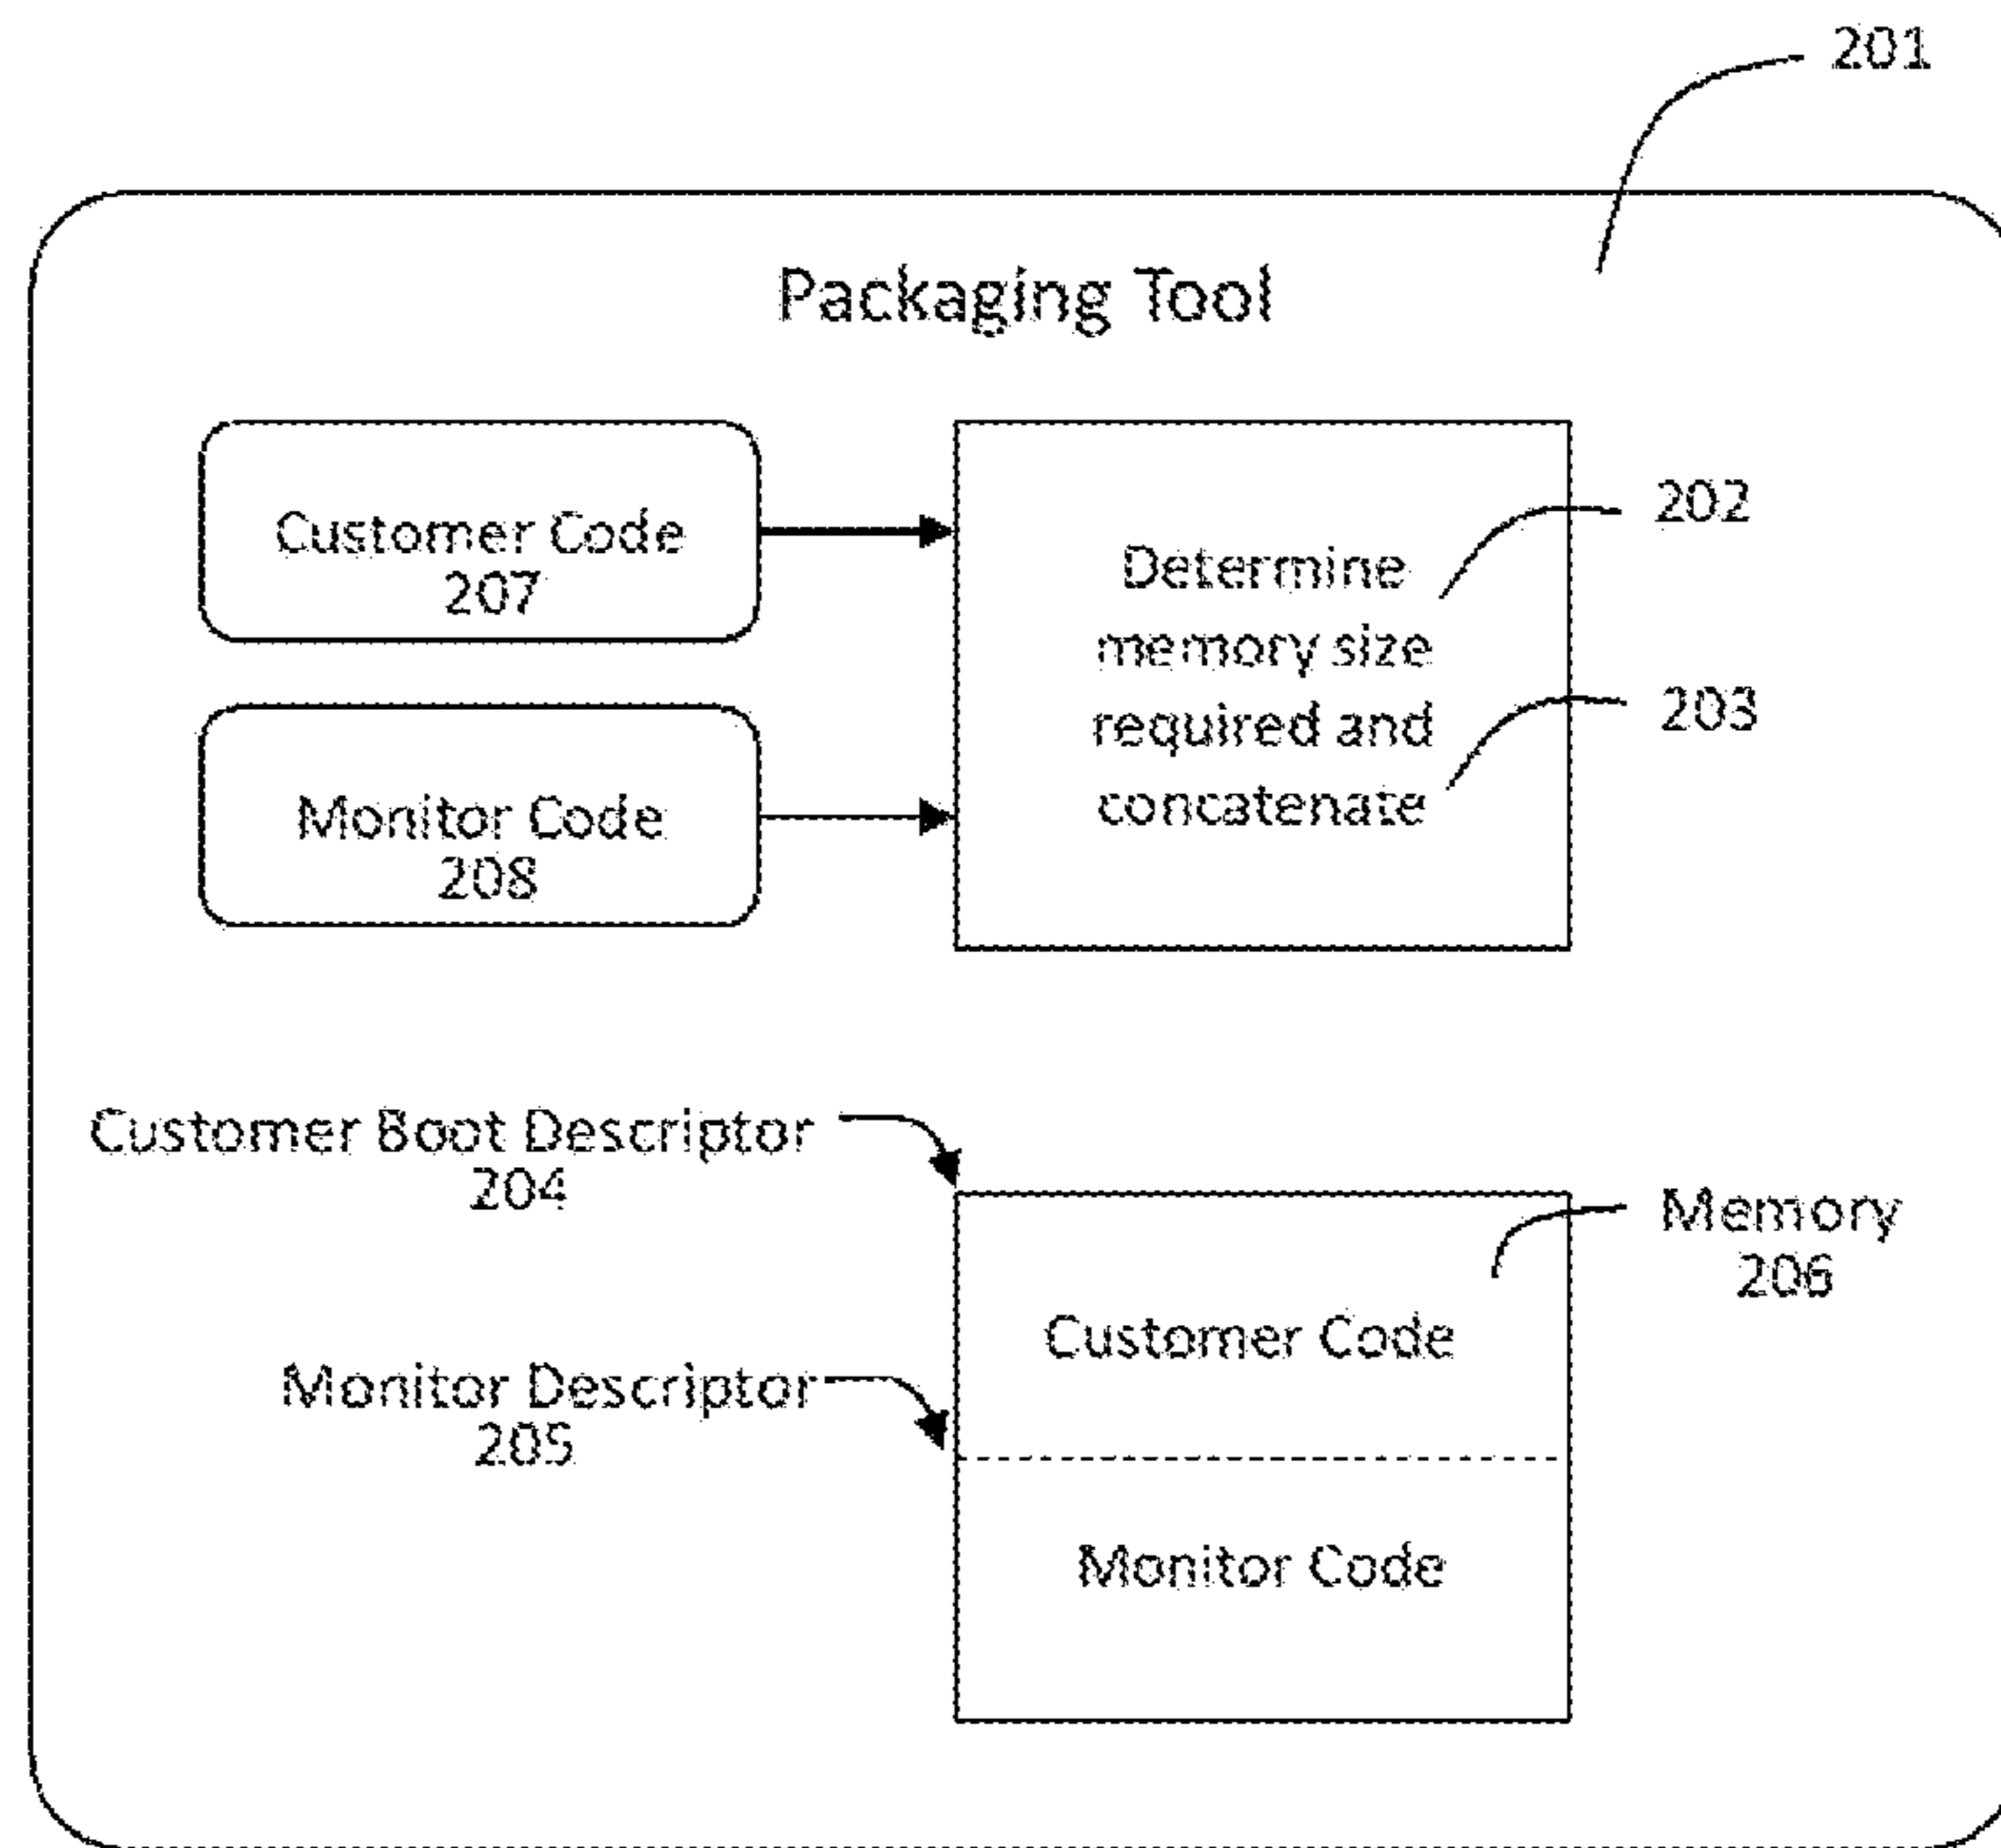 201
Packaging Tool
Customer Code
207
Determine
memory size
required and
concatenate
202
203
Monitor Code
208
Customer Boot Descriptor
204
Memory
206
Customer Code
Monitor Descriptor
205
Monitor Code